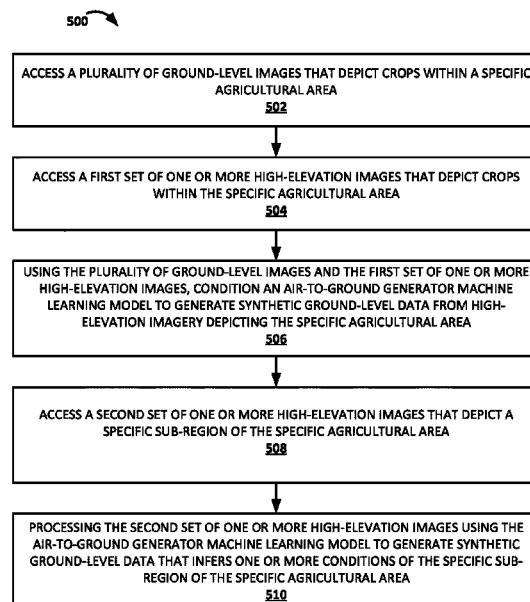 500
ACCESS A PLURALITY OF GROUND-LEVEL IMAGES THAT DEPICT CROPS WITHIN A SPECIFIC
AGRICULTURAL AREA
502
ACCESS A FIRST SET OF ONE OR MORE HIGH-ELEVATION IMAGES THAT DEPICT CROPS
WITHIN THE SPECIFIC AGRICULTURAL AREA
504
USING THE PLURALITY OF GROUND-LEVEL IMAGES AND THE FIRST SET OF ONE OR MORE
HIGH-ELEVATION IMAGES, CONDITION AN AIR-TO-GROUND GENERATOR MACHINE
LEARNING MODEL TO GENERATE SYNTHETIC GROUND-LEVEL DATA FROM HIGH-
ELEVATION IMAGERY DEPICTING THE SPECIFIC AGRICULTURAL AREA
506
ACCESS A SECOND SET OF ONE OR MORE HIGH-ELEVATION IMAGES THAT DEPICT A
SPECIFIC SUB-REGION OF THE SPECIFIC AGRICULTURAL AREA
508
PROCESSING THE SECOND SET OF ONE OR MORE HIGH-ELEVATION IMAGES USING THE
AIR-TO-GROUND GENERATOR MACHINE LEARNING MODEL TO GENERATE SYNTHETIC
GROUND-LEVEL DATA THAT INFERS ONE OR MORE CONDITIONS OF THE SPECIFIC SUB-
REGION OF THE SPECIFIC AGRICULTURAL AREA
510